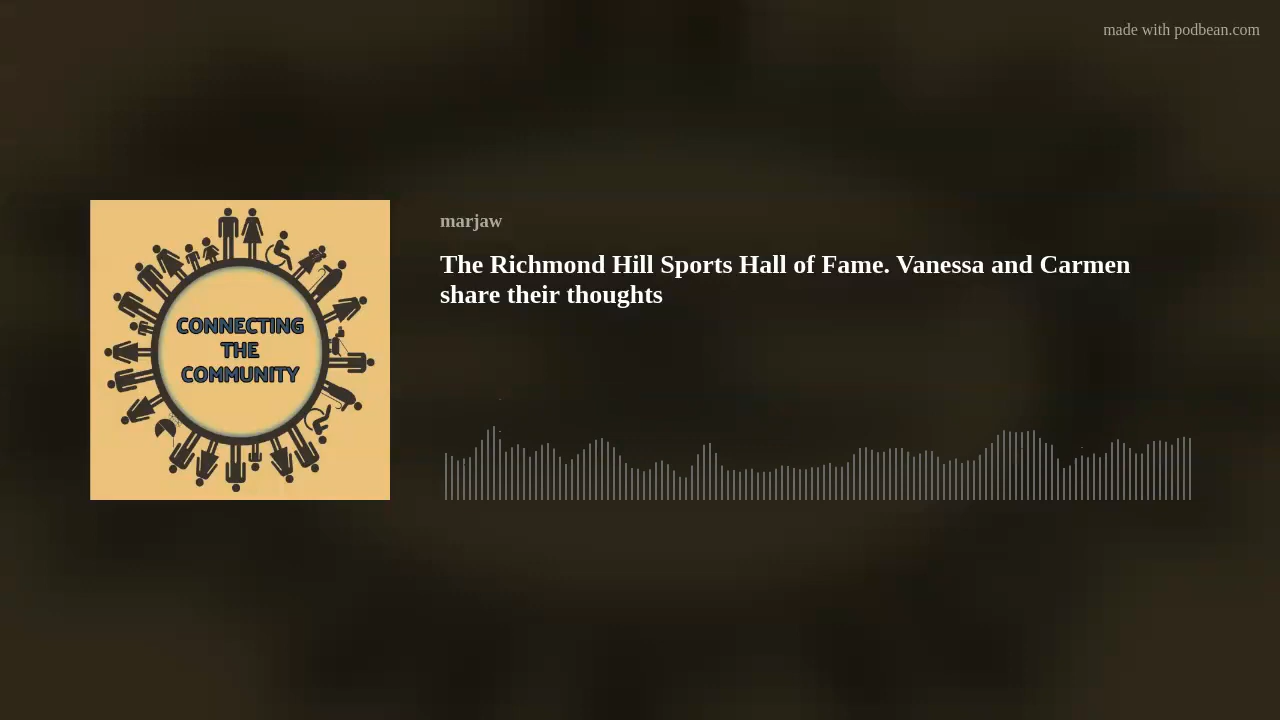 made with podbean.com
marjaw
The Richmond Hill Sports Hall of Fame. Vanessa and Carmen
share their thoughts
CONNECTING
THE
COMMUNITY